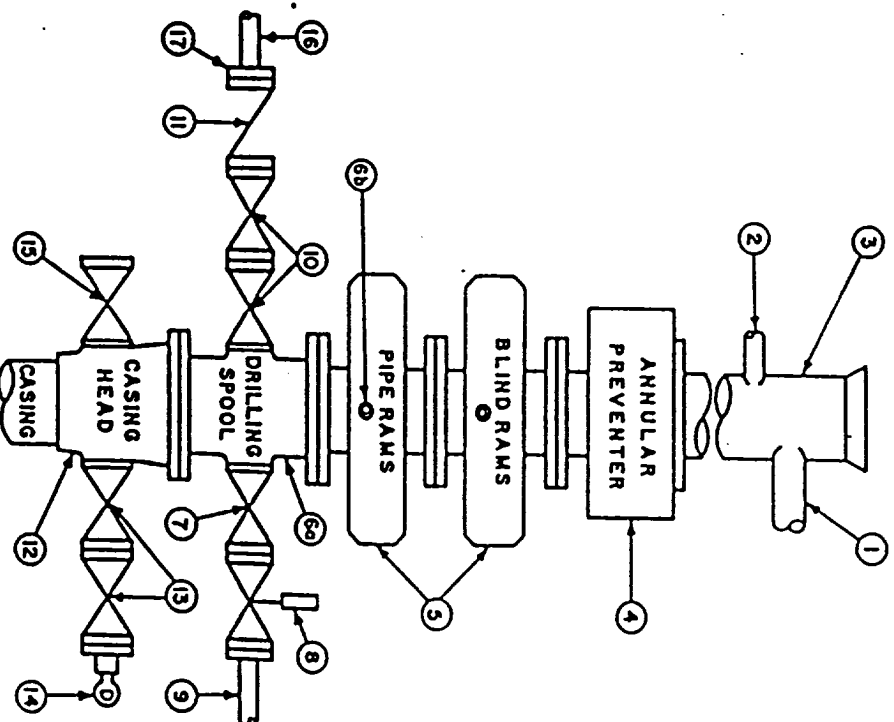 16
17
11
6b
10
2
3
15
ANNULAR
PREVENTER
BLIND RAMS
PIPE RAMS
DRILLING
SPOOL
CASING
HEAD
CASING
12
13
7
6a
5
4
1
8
14
D
9